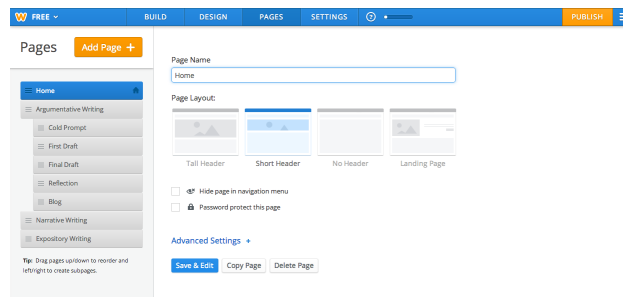 FREE
BUILD
DESIGN
PAGES
SETTINGS
?
PUBLISH
Pages
Add Page +
Home
Argumentative Writing
Cold Prompt
First Draft
Final Draft
Reflection
Blog
Narrative Writing
Expository Writing
Tip: Drag pages up/down to reorder and
left/right to create subpages.
Page Name
Home
Page Layout:
Tall Header
Short Header
No Header
Landing Page
Hide page in navigation menu
Password protect this page
Advanced Settings +
Save & Edit
Copy Page
Delete Page